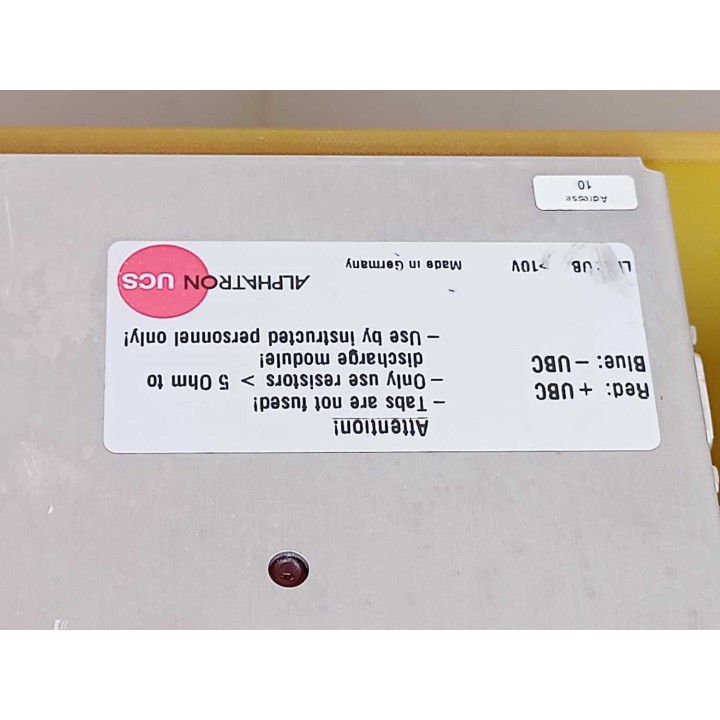 Attention!
Red: + UBC
– Tabs are not fused!
Blue: – UBC
– Only use resistors > 5 Ohm to
discharge module!
– Use by instructed personnel only!
UB >10V
Made in Germany
ALPHATRON UCS
Adresse
10